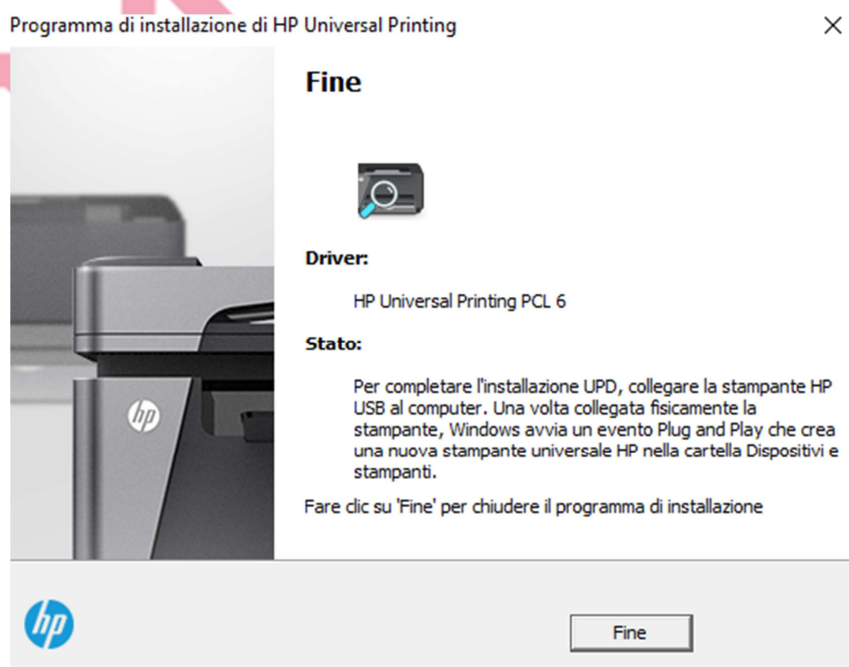 Programma di installazione di HP Universal Printing
Fine
Driver:
HP Universal Printing PCL 6
Stato:
Per completare l'installazione UPD, collegare la stampante HP
USB al computer. Una volta collegata fisicamente la
stampante, Windows avvia un evento Plug and Play che crea
una nuova stampante universale HP nella cartella Dispositivi e
stampanti.
Fare clic su 'Fine' per chiudere il programma di installazione
hp
hp
Fine